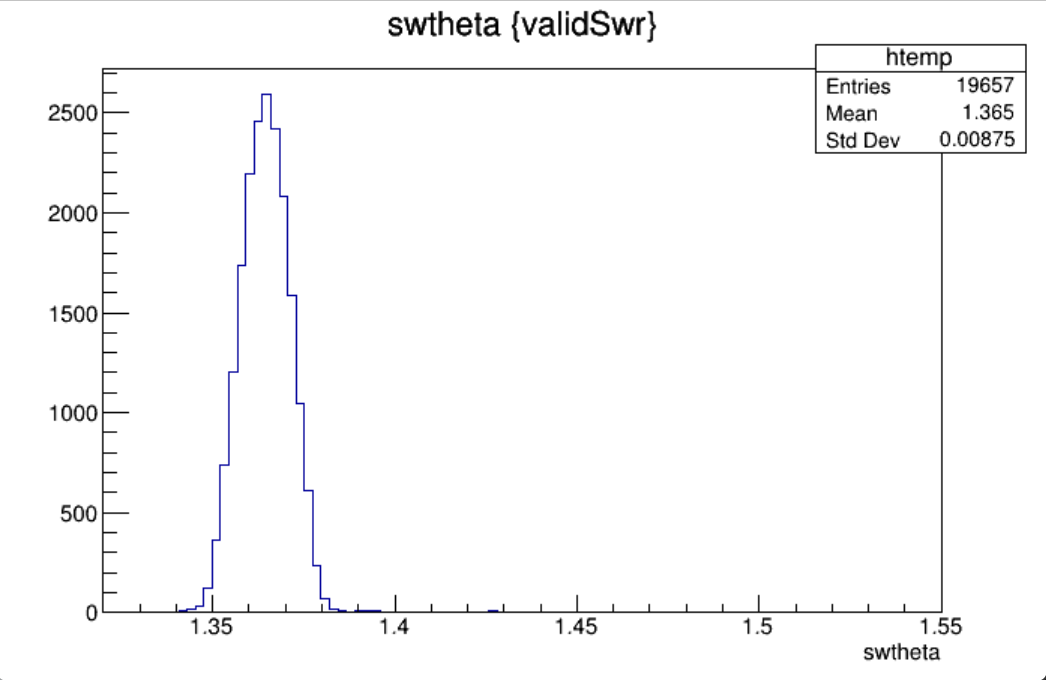 swtheta {validSwr}
htemp
Entries 19657
Mean 1.365
Std Dev 0.00875
2500
2000
1500
1000
500
0
1.35 1.4 1.45 1.5 1.55
swtheta